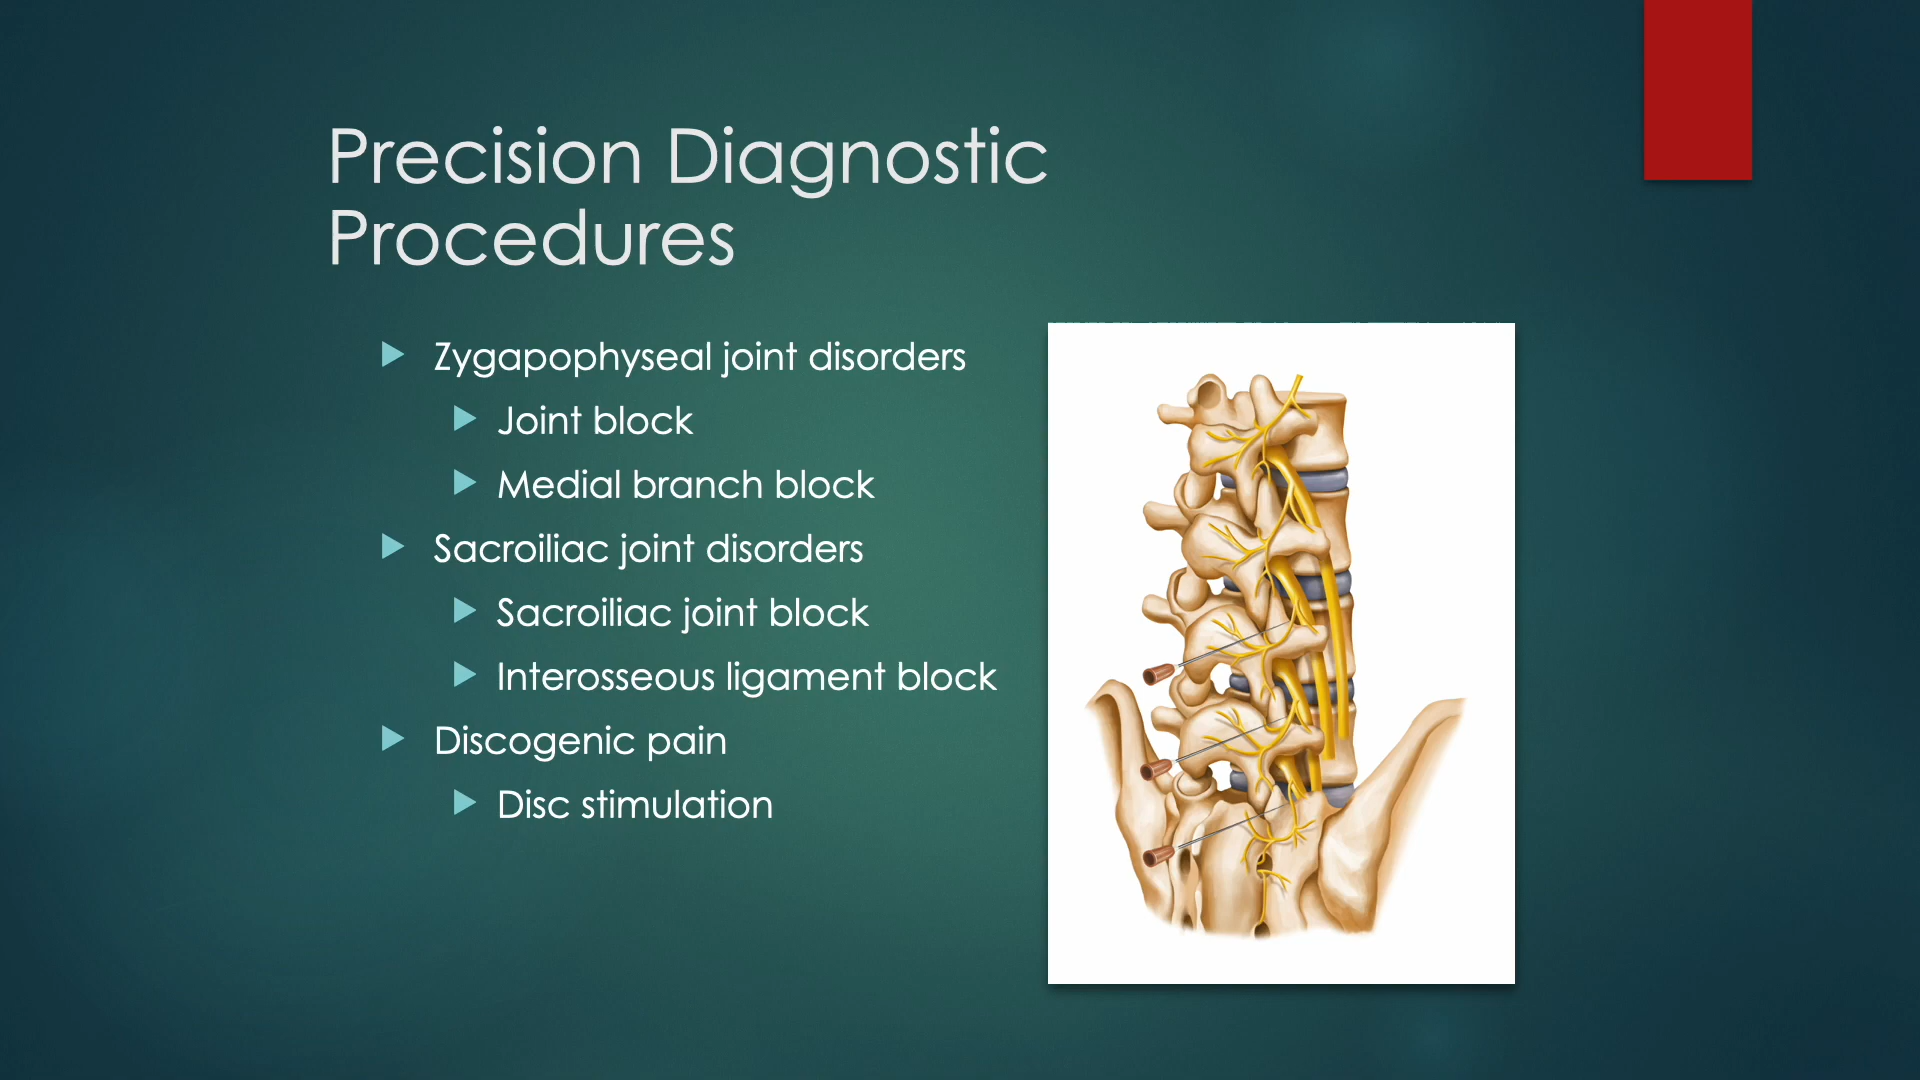 Precision Diagnostic
Procedures
Zygapophyseal joint disorders
Joint block
Medial branch block
Sacroiliac joint disorders
Sacroiliac joint block
Interosseous ligament block
Discogenic pain
Disc stimulation